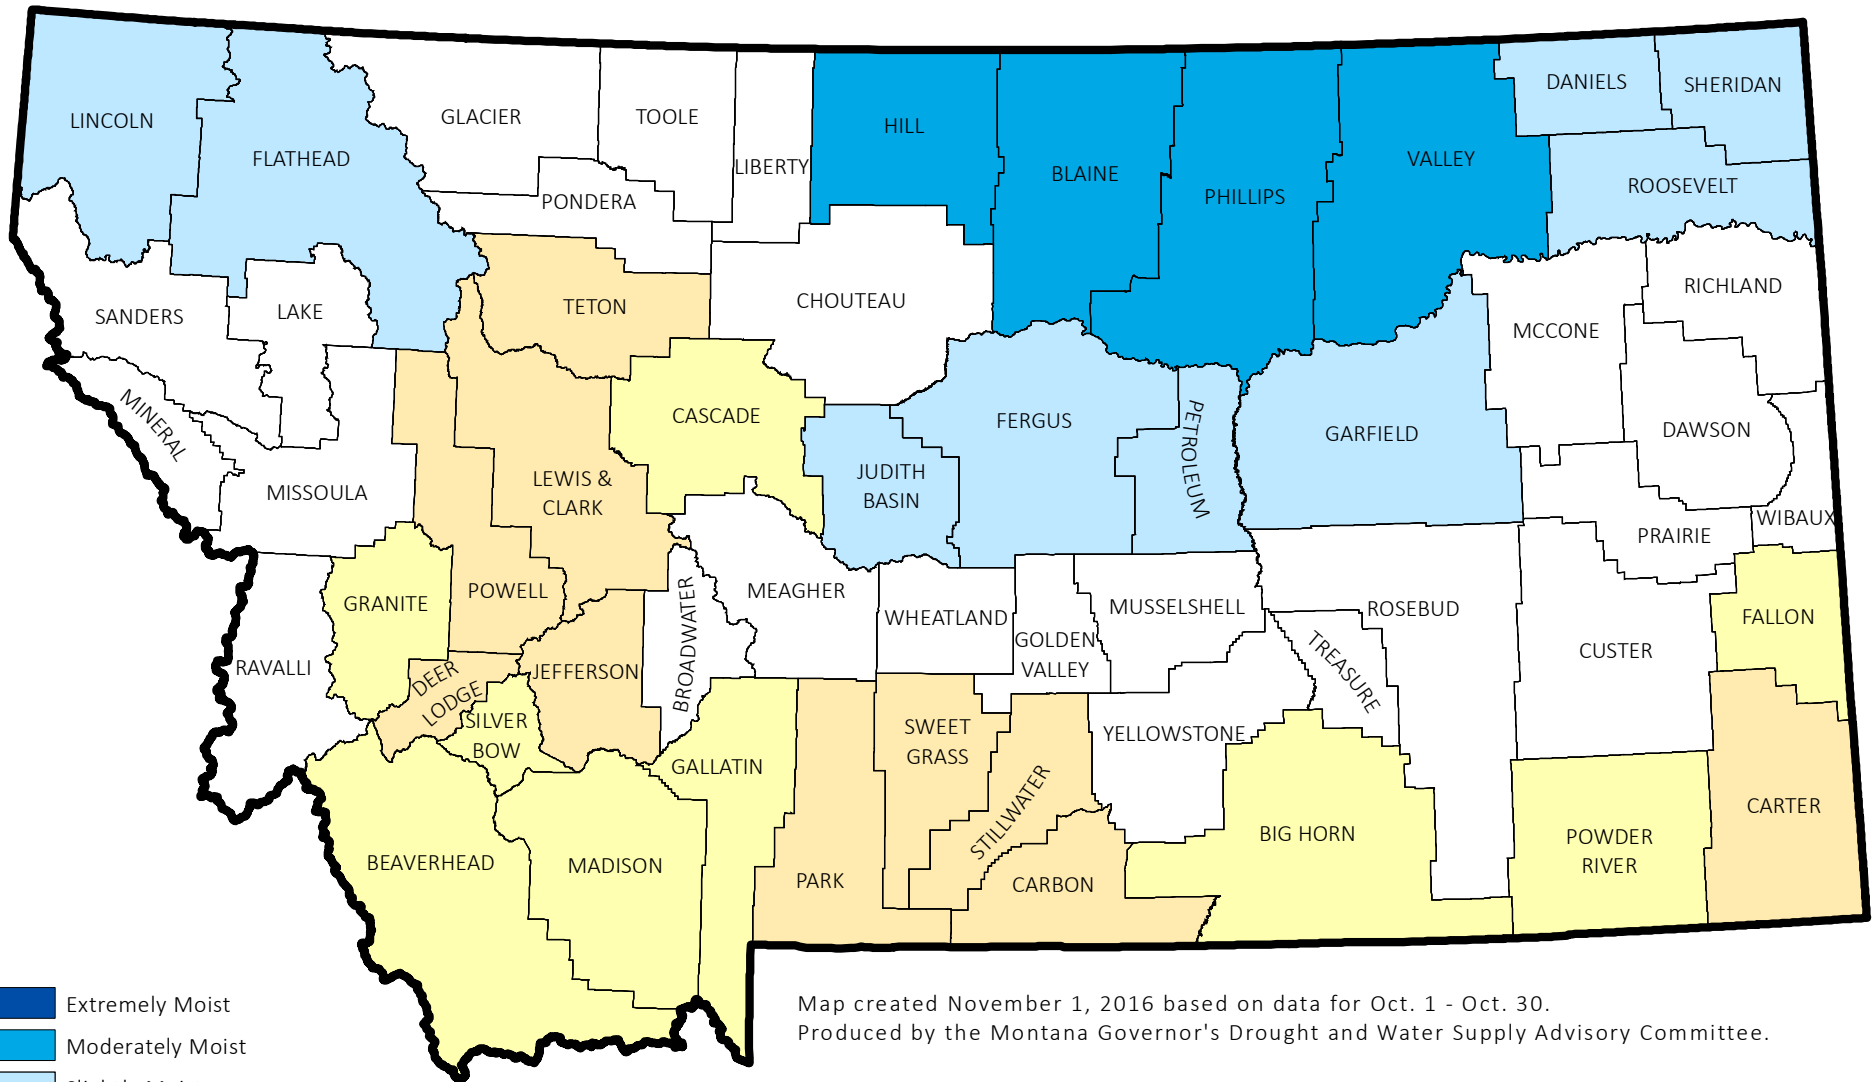 LINCOLN
FLATHEAD
GLACIER
TOOLE
LIBERTY
HILL
BLAINE
PHILLIPS
VALLEY
DANIELS
SHERIDAN
ROOSEVELT
PONDERA
TETON
CHOUTEAU
SANDERS
LAKE
RICHLAND
MCCONE
MINERAL
CASCADE
FERGUS
PETROLEUM
GARFIELD
DAWSON
JUDITH
BASIN
LEWIS &
CLARK
MISSOULA
WIBAUX
PRAIRIE
GRANITE
POWELL
MEAGHER
BROADWATER
WHEATLAND
GOLDEN
VALLEY
MUSSELSHELL
ROSEBUD
TREASURE
CUSTER
FALLON
RAVALLI
DEER
LODGE
JEFFERSON
SILVER
BOW
GALLATIN
SWEET
GRASS
STILLWATER
YELLOWSTONE
BEAVERHEAD
MADISON
PARK
CARBON
BIG HORN
POWDER
RIVER
CARTER
Extremely Moist
Moderately Moist
Map created November 1, 2016 based on data for Oct. 1 - Oct. 30.
Produced by the Montana Governor's Drought and Water Supply Advisory Committee.